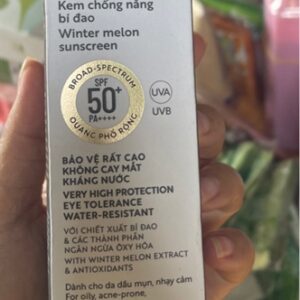 Kem chống nắng
bí đao
Winter melon
sunscreen
BROAD-SPECTRUM
SPF
50+
PA++++
QUANG PHỔ RỘNG
UVA
UVB
BẢO VỆ RẤT CAO
KHÔNG CAY MẮT
KHÁNG NƯỚC
VERY HIGH PROTECTION
EYE TOLERANCE
WATER-RESISTANT
VỚI CHIẾT XUẤT BÍ ĐAO
& CÁC THÀNH PHẦN
NGĂN NGỪA ÔXY HÓA
WITH WINTER MELON EXTRACT
& ANTIOXIDANTS
Dành cho da dầu mụn, nhạy cảm
For oily, acne-prone,